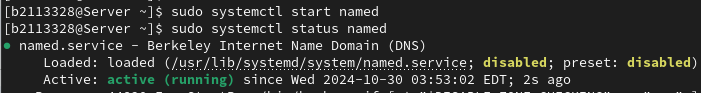 [b2113328@Server ~]$ sudo systemctl start named
[b2113328@Server ~]$ sudo systemctl status named
● named.service - Berkeley Internet Name Domain (DNS)
Loaded: loaded (/usr/lib/systemd/system/named.service; disabled; preset: disabled)
Active: active (running) since Wed 2024-10-30 03:53:02 EDT; 2s ago